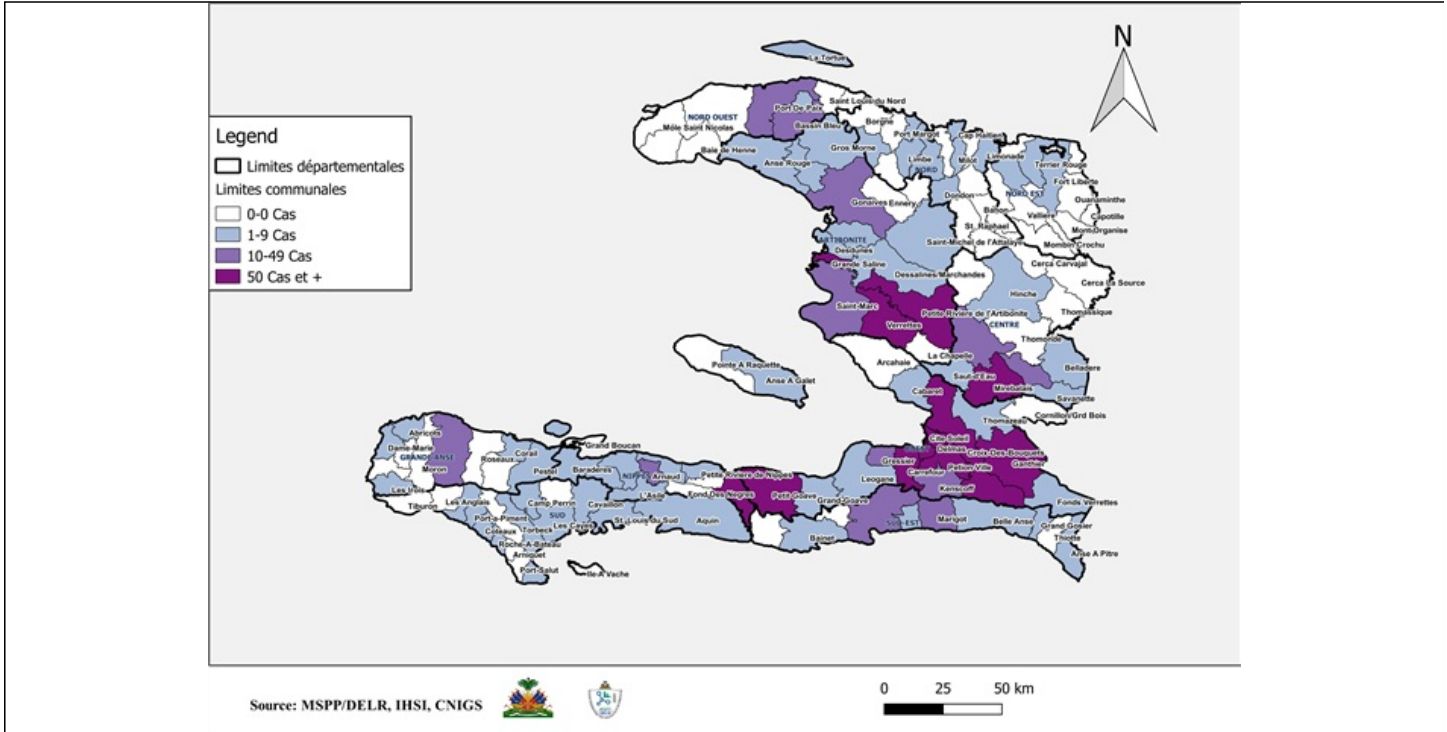 N
Legend
Limites départementales
Limites communales
0-0 Cas
1-9 Cas
10-49 Cas
50 Cas et +
La Tortue
Saint Louis du Nord
Port De Paix
NORD OUEST
Borgne
Môle Saint Nicolas
Bassin Bleu
Port Margot
Cap Haïtien
Baie de Henne
Gros Morne
Limbe
Milot
Limonade
Terrier Rouge
Anse Rouge
NORD
Fort Liberte
NORD EST
Gonaives
Ennery
Dondon
Ouanaminthe
Bahon
Valliere
Capotille
St. Raphael
Mont-Organise
ARTIBONITE
Saint-Michel de l'Attalaye
Mombin Crochu
Desdunes
Grande Saline
Cerca Carvajal
Dessalines/Marchandes
Cerca La Source
Hinche
Saint-Marc
Petite Rivière de l'Artibonite
Thomassique
Verrettes
CENTRE
Thomonde
La Chapelle
Arcahaie
Belladere
Pointe A Raquette
Saut-d'Eau
Anse A Galet
Mirebalais
Cabaret
Savanette
Cornillon/Grd Bois
Thomazeau
Abricots
Cite Soleil
Grand Boucan
Dame-Marie
Corail
Delmas
Croix-Des-Bouquets
GRANDE ANSE
Roseaux
Gressier
Petion-Ville
Ganthier
Moron
Pestel
Baradères
Arnaud
Petite Riviere de Nippes
Carrefour
Leogane
Kenscoff
Les Irois
L'Asile
Fond Des Negres
Petit Goave
Grand Goave
Fonds Verrettes
Tiburon
Les Anglais
Camp Perrin
Cavaillon
SUD
Port-a-Piment
St. Louis du Sud
Aquin
SUD-EST
Marigot
Belle Anse
Grand Gosier
Coteaux
Torbeck
Les Cayes
Bainet
Thiotte
Roche-A-Bateau
Arniquet
Anse A Pitre
Port-Salut
Ile A Vache
Source: MSPP/DELR, IHSI, CNIGS
0 25 50 km